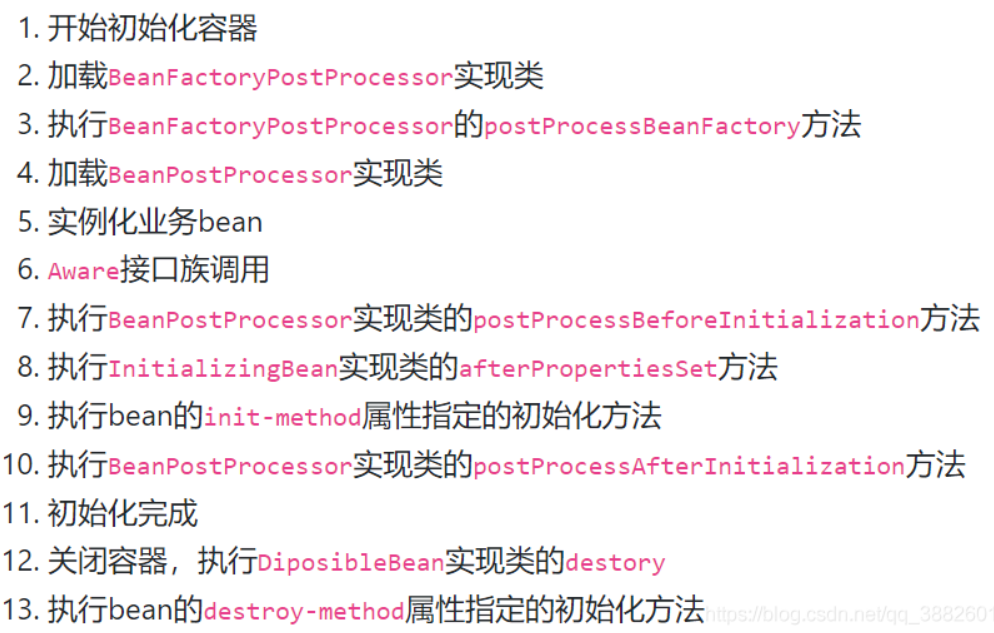 1. 开始初始化容器
2. 加载BeanFactoryPostProcessor实现类
3. 执行BeanFactoryPostProcessor的postProcessBeanFactory方法
4. 加载BeanPostProcessor实现类
5. 实例化业务bean
6. Aware接口族调用
7. 执行BeanPostProcessor实现类的postProcessBeforeInitialization方法
8. 执行InitializingBean实现类的afterPropertiesSet方法
9. 执行bean的init-method属性指定的初始化方法
10. 执行BeanPostProcessor实现类的postProcessAfterInitialization方法
11. 初始化完成
12. 关闭容器，执行DiposibleBean实现类的destory
13. 执行bean的destroy-method属性指定的初始化方法
https://blog.csdn.net/qq_3882601